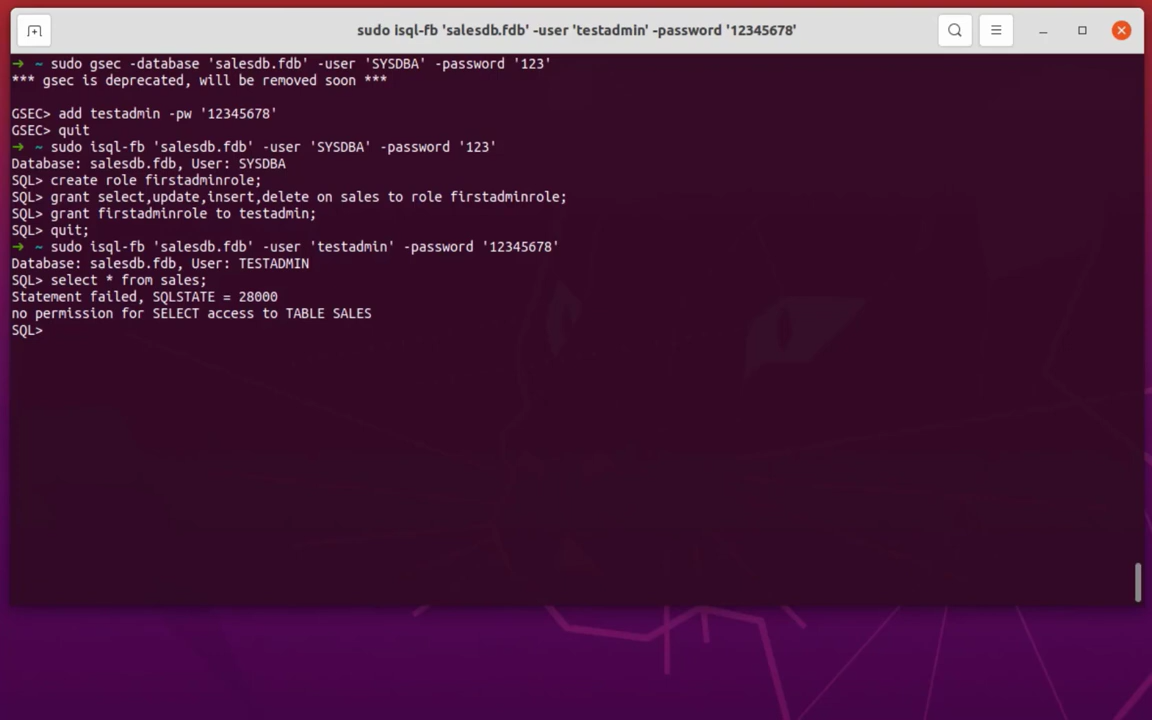 sudo isql-fb 'salesdb.fdb' -user 'testadmin' -password '12345678'
→ ~ sudo gsec -database 'salesdb.fdb' -user 'SYSDBA' -password '123'
*** gsec is deprecated, will be removed soon ***
GSEC> add testadmin -pw '12345678'
GSEC> quit
→ ~ sudo isql-fb 'salesdb.fdb' -user 'SYSDBA' -password '123'
Database: salesdb.fdb, User: SYSDBA
SQL> create role firstadminrole;
SQL> grant select,update,insert,delete on sales to role firstadminrole;
SQL> grant firstadminrole to testadmin;
SQL> quit;
→ ~ sudo isql-fb 'salesdb.fdb' -user 'testadmin' -password '12345678'
Database: salesdb.fdb, User: TESTADMIN
SQL> select * from sales;
Statement failed, SQLSTATE = 28000
no permission for SELECT access to TABLE SALES
SQL>